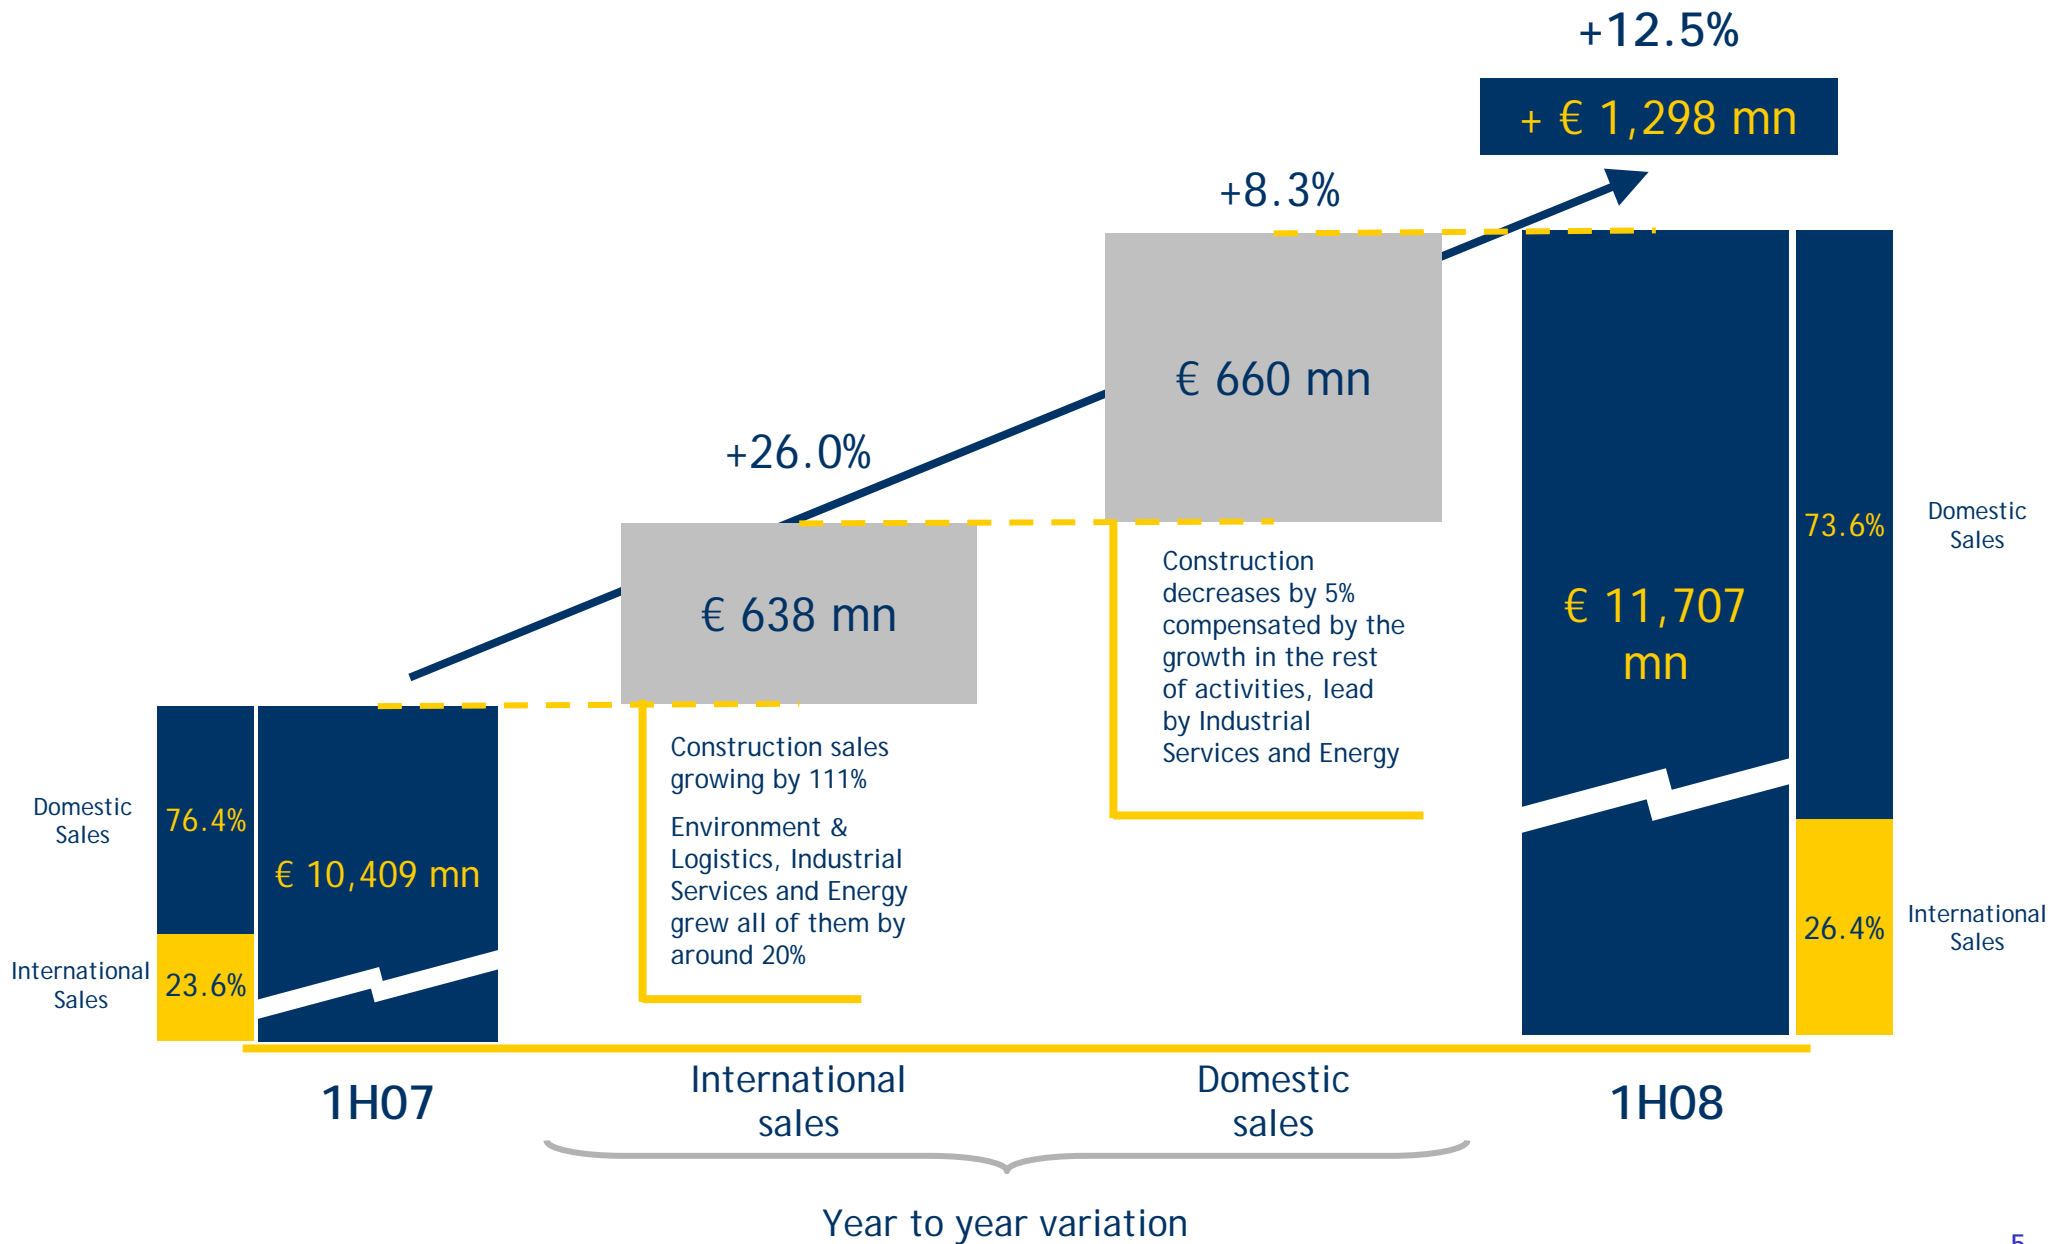 +12.5%
+ € 1,298 mn
+8.3%
€ 660 mn
+26.0%
€ 638 mn
Construction
decreases by 5%
compensated by the
growth in the rest
of activities, lead
by Industrial
Services and Energy
Construction sales
growing by 111%
Environment &
Logistics, Industrial
Services and Energy
grew all of them by
around 20%
Domestic
Sales
76.4%
€ 10,409 mn
International
Sales
23.6%
€ 11,707
mn
73.6%
Domestic
Sales
26.4%
International
Sales
1H07
International
sales
Domestic
sales
1H08
Year to year variation
5